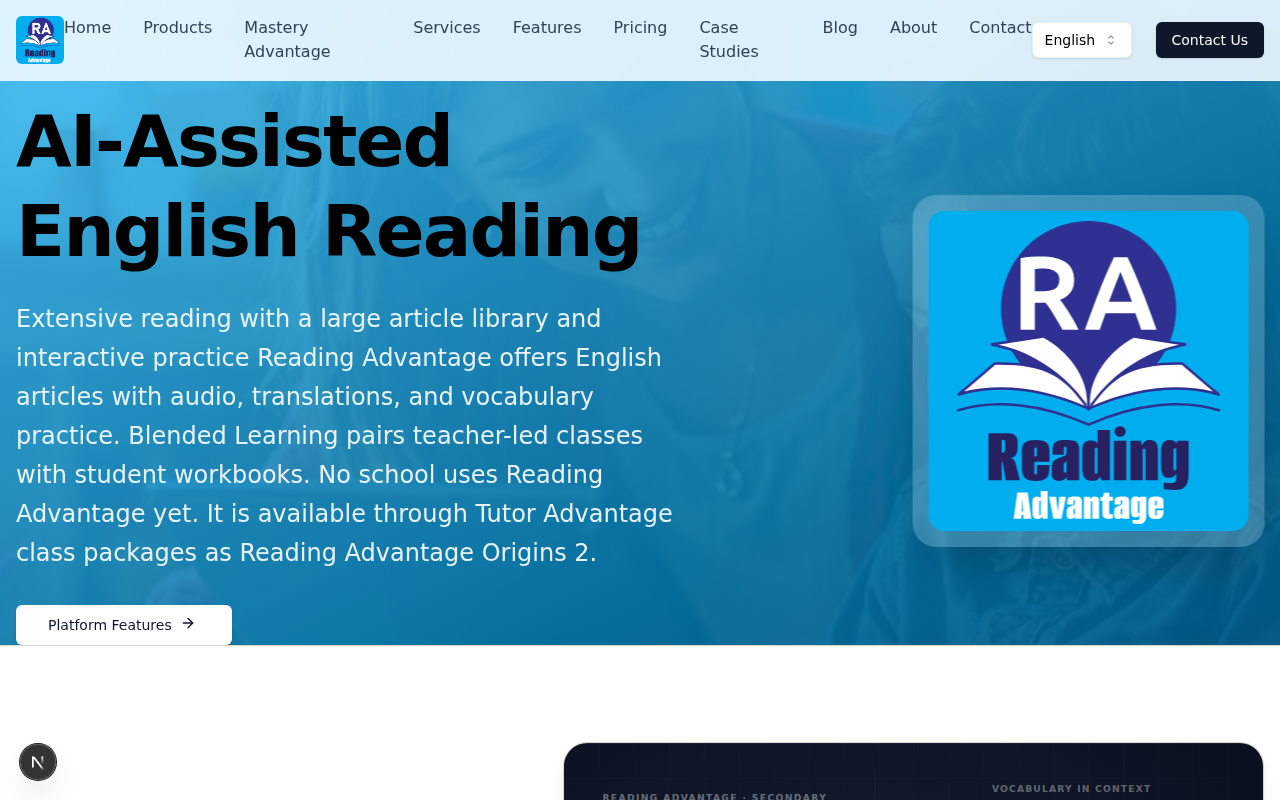 RA
Reading
Advantage
Home
Products
Mastery
Advantage
Services
Features
Pricing
Case
Studies
Blog
About
Contact
English
Contact Us
AI-Assisted
English Reading
Extensive reading with a large article library and
interactive practice Reading Advantage offers English
articles with audio, translations, and vocabulary
practice. Blended Learning pairs teacher-led classes
with student workbooks. No school uses Reading
Advantage yet. It is available through Tutor Advantage
class packages as Reading Advantage Origins 2.
Platform Features
RA
Reading
Advantage
N
READING ADVANTAGE · SECONDARY
VOCABULARY IN CONTEXT